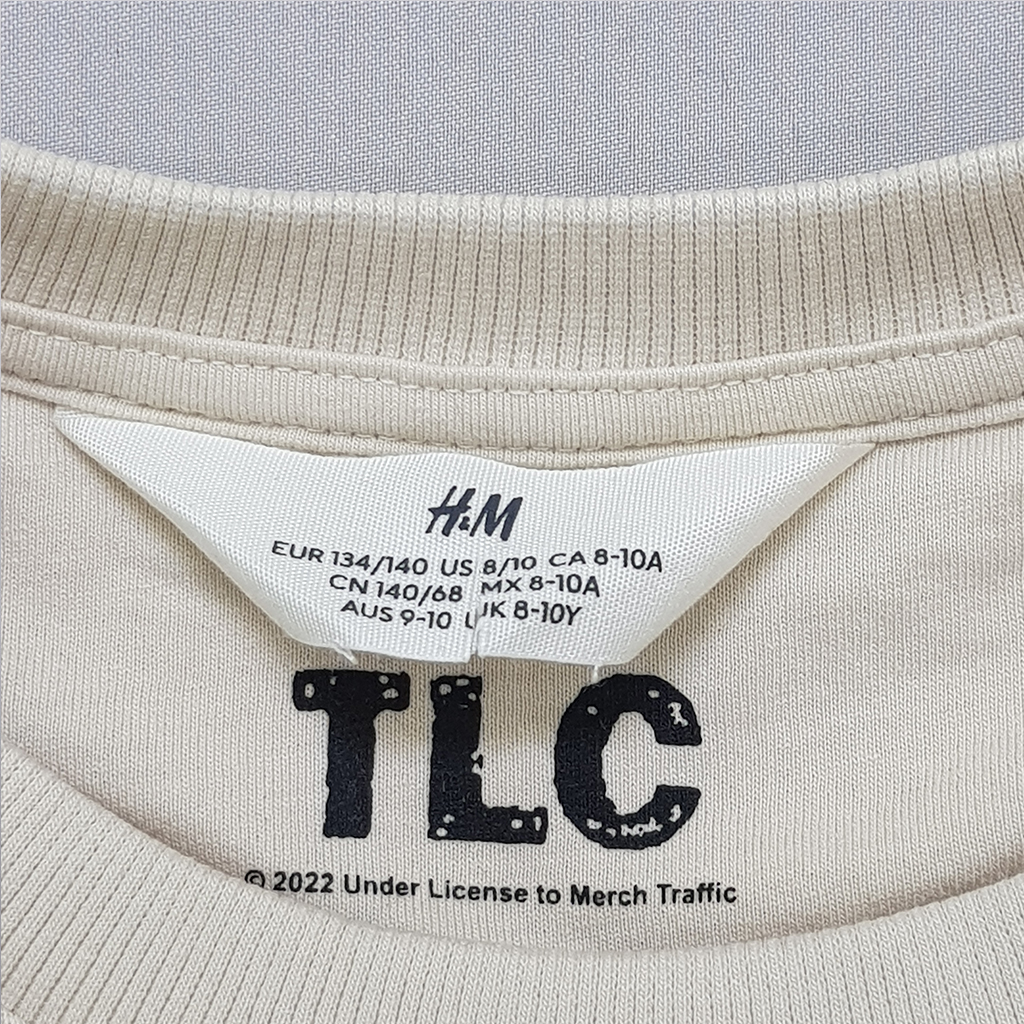 H&M
EUR 134/140 US 8/10 CA 8-10A
CN 140/68 MX 8-10A
AUS 9-10 UK 8-10Y
TLC
© 2022 Under License to Merch Traffic